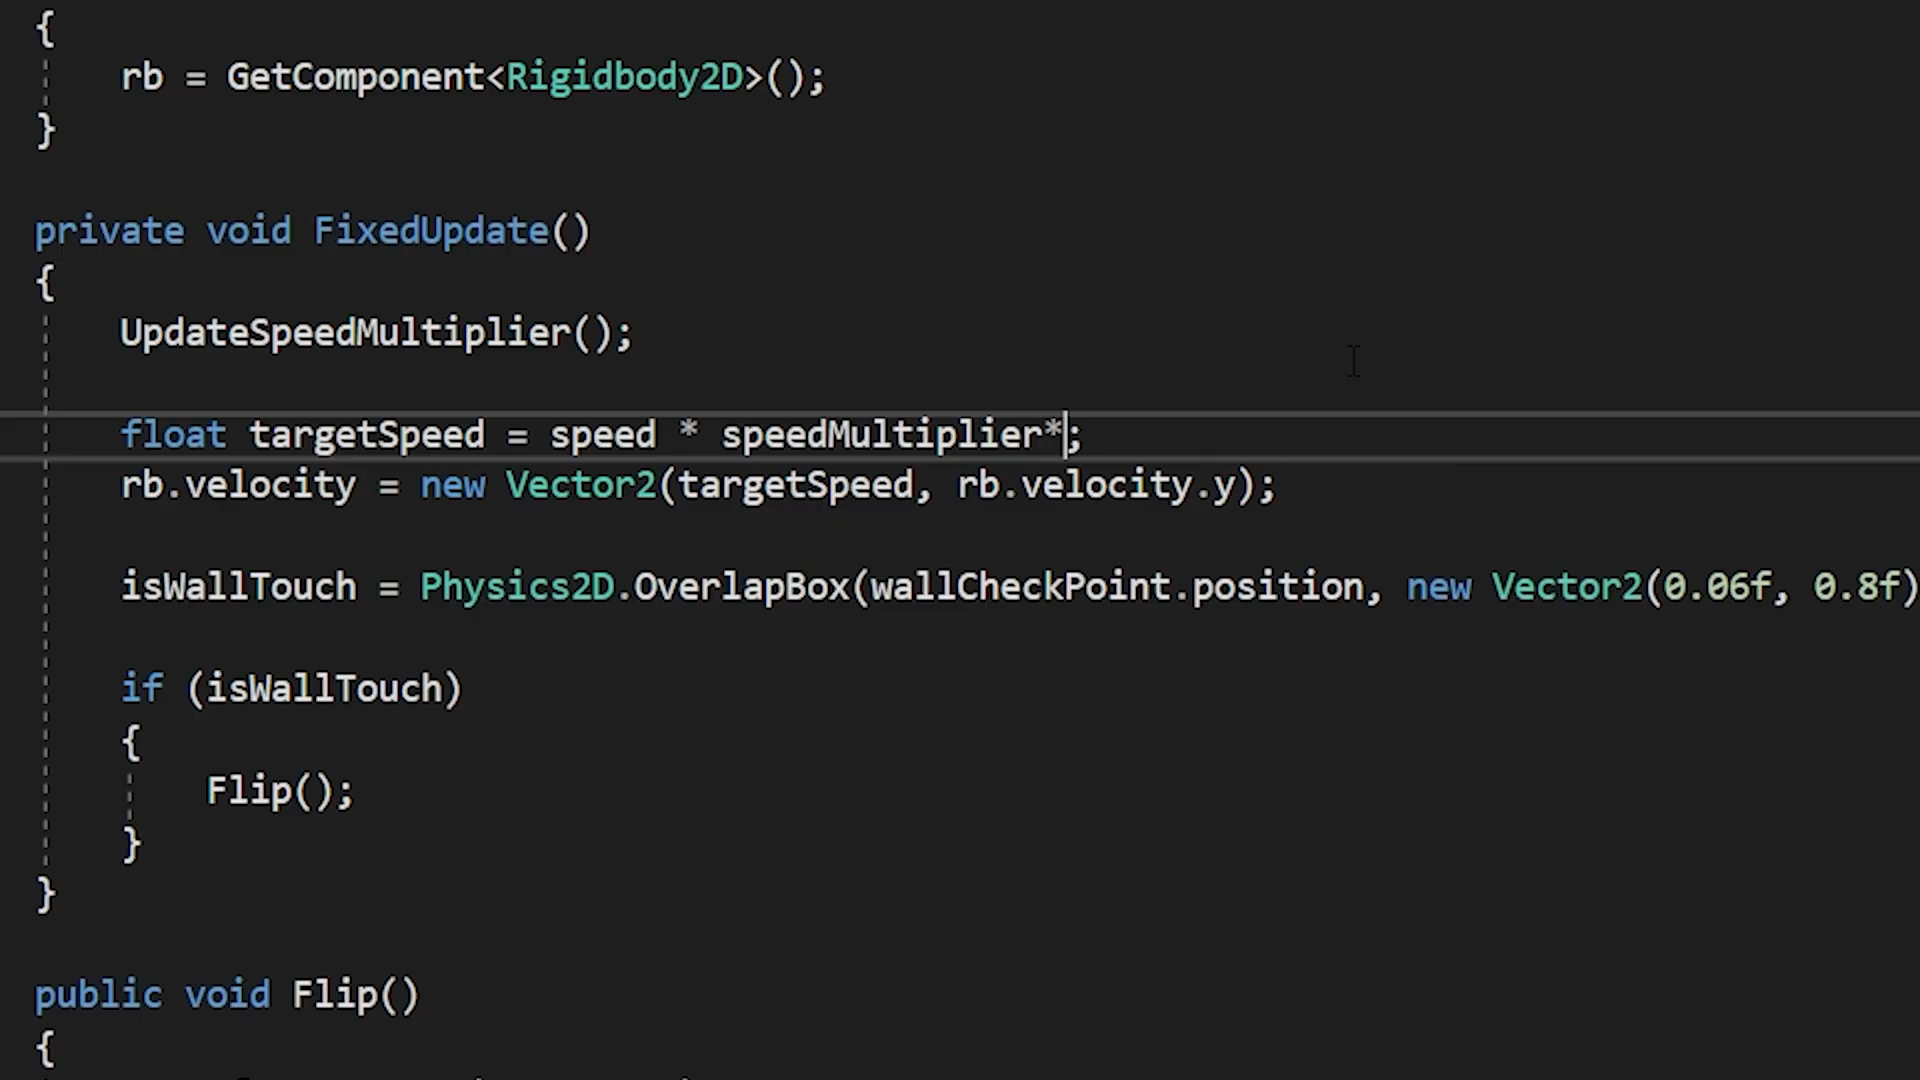 {
rb = GetComponent<Rigidbody2D>();
}
private void FixedUpdate()
{
UpdateSpeedMultiplier();
float targetSpeed = speed * speedMultiplier*;
rb.velocity = new Vector2(targetSpeed, rb.velocity.y);
isWallTouch = Physics2D.OverlapBox(wallCheckPoint.position, new Vector2(0.06f, 0.8f)
if (isWallTouch)
{
Flip();
}
}
public void Flip()
{